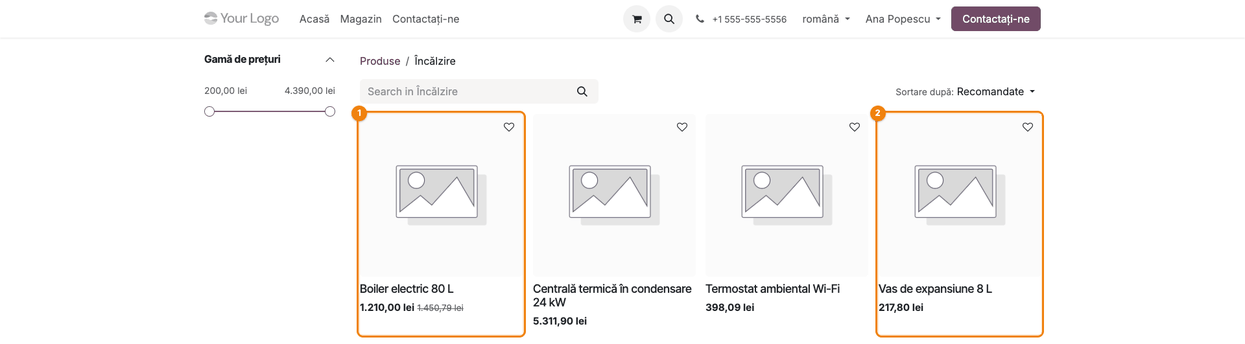 Your Logo
Acasă Magazin Contactați-ne
+1 555-555-5556
română
Ana Popescu
Contactați-ne
Gamă de prețuri
200,00 lei 4.390,00 lei
Produse / Încălzire
Search in Încălzire
Sortare după: Recomandate
1
2
Boiler electric 80 L
1.210,00 lei 1.450,79 lei
Centrală termică în condensare
24 kW
5.311,90 lei
Termostat ambiental Wi-Fi
398,09 lei
Vas de expansiune 8 L
217,80 lei